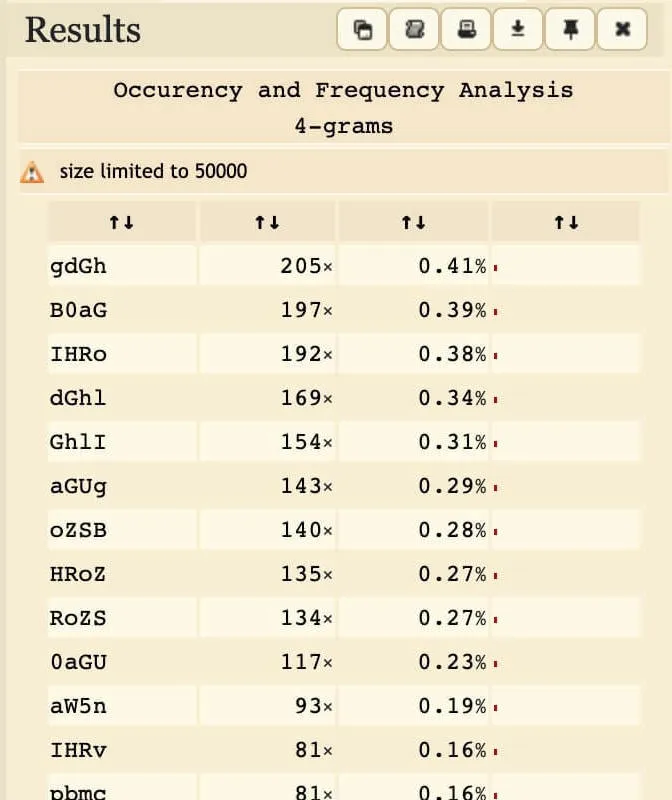 Results
Occurency and Frequency Analysis
4-grams
size limited to 50000
↑↓ ↑↓ ↑↓ ↑↓
gdGh 205× 0.41%
B0aG 197× 0.39%
IHRo 192× 0.38%
dGhl 169× 0.34%
GhlI 154× 0.31%
aGUg 143× 0.29%
oZSB 140× 0.28%
HRoZ 135× 0.27%
RoZS 134× 0.27%
0aGU 117× 0.23%
aW5n 93× 0.19%
IHRv 81× 0.16%
pbmc 81× 0.16%